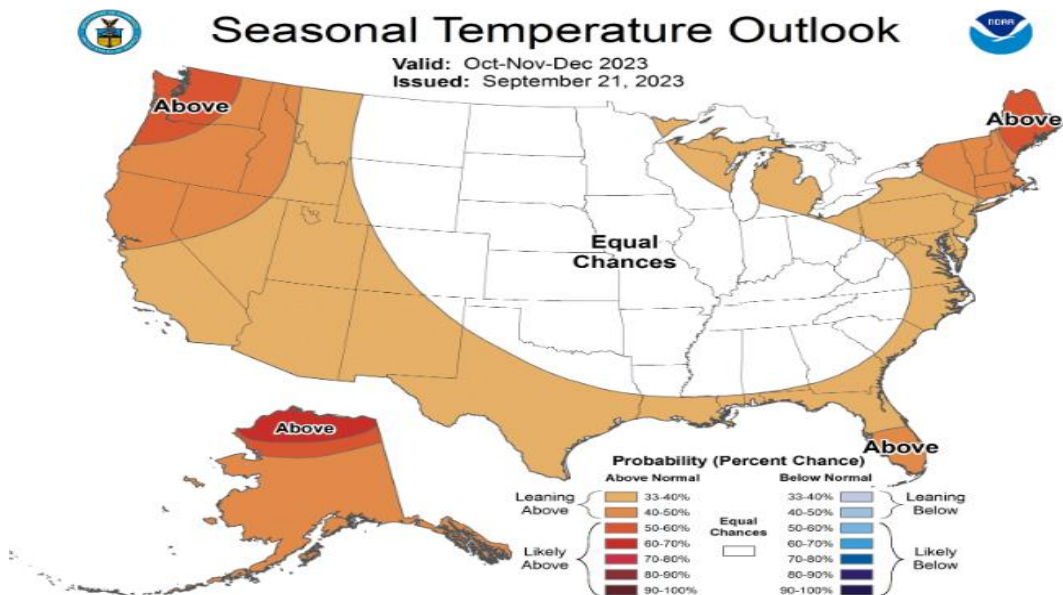 Seasonal Temperature Outlook
NOAA
Valid: Oct-Nov-Dec 2023
Issued: September 21, 2023
Above
Above
Equal
Chances
Above
Above
Probability (Percent Chance)
Above Normal
Below Normal
Leaning
Above
33-40%
40-50%
Likely
Above
50-60%
60-70%
70-80%
80-90%
90-100%
Equal
Chances
33-40%
40-50%
Leaning
Below
50-60%
60-70%
70-80%
80-90%
90-100%
Likely
Below